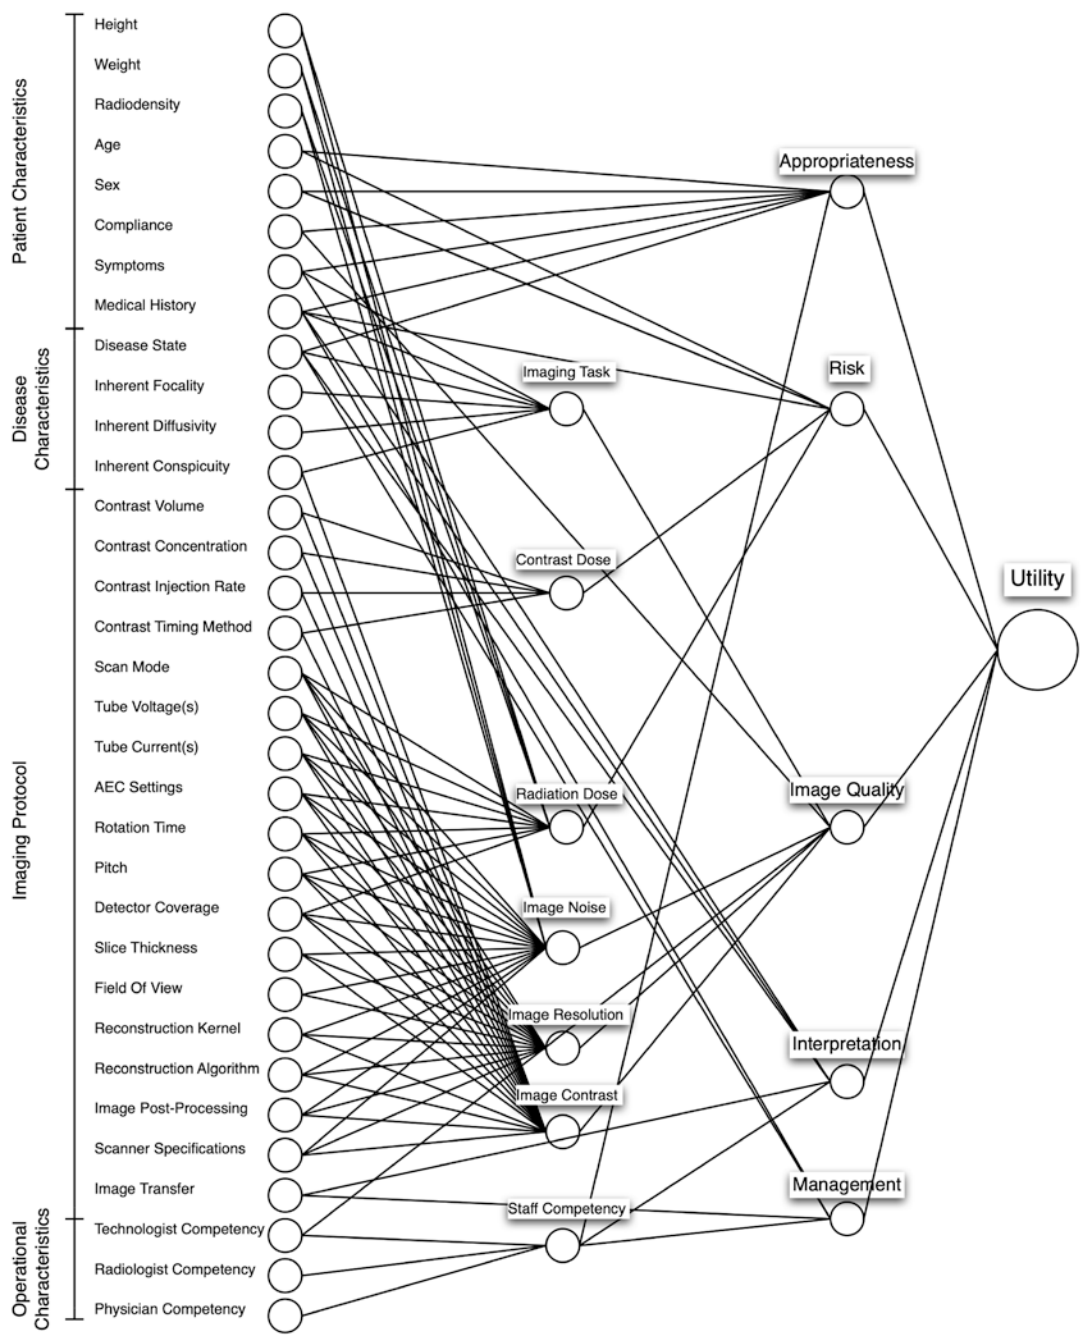 Patient Characteristics
Height
Weight
Radiodensity
Age
Sex
Compliance
Symptoms
Medical History
Disease
Characteristics
Disease State
Inherent Focality
Inherent Diffusivity
Inherent Conspicuity
Imaging Protocol
Contrast Volume
Contrast Concentration
Contrast Injection Rate
Contrast Timing Method
Scan Mode
Tube Voltage(s)
Tube Current(s)
AEC Settings
Rotation Time
Pitch
Detector Coverage
Slice Thickness
Field Of View
Reconstruction Kernel
Reconstruction Algorithm
Image Post-Processing
Scanner Specifications
Image Transfer
Operational
Characteristics
Technologist Competency
Radiologist Competency
Physician Competency
Imaging Task
Contrast Dose
Radiation Dose
Image Noise
Image Resolution
Image Contrast
Staff Competency
Appropriateness
Risk
Image Quality
Interpretation
Management
Utility